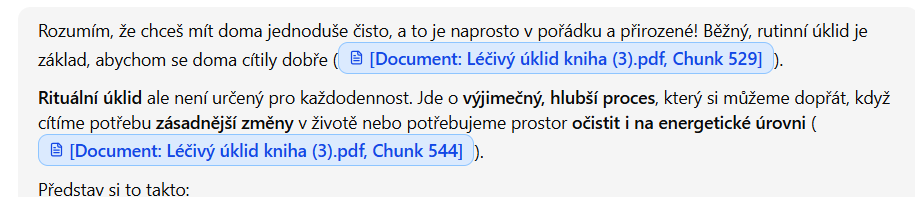 Rozumím, že chceš mít doma jednoduše čisto, a to je naprosto v pořádku a přirozené! Běžný, rutinní úklid je
základ, abychom se doma cítily dobře ( [Document: Léčivý úklid kniha (3).pdf, Chunk 529] ).
Rituální úklid ale není určený pro každodennost. Jde o výjimečný, hlubší proces, který si můžeme dopřát, když
cítíme potřebu zásadnější změny v životě nebo potřebujeme prostor očistit i na energetické úrovni (
[Document: Léčivý úklid kniha (3).pdf, Chunk 544] ).
Představ si to takto: